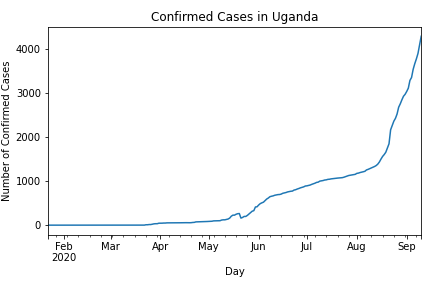 Confirmed Cases in Uganda
Number of Confirmed Cases
4000
3000
2000
1000
0
Feb Mar Apr May Jun Jul Aug Sep
2020
Day